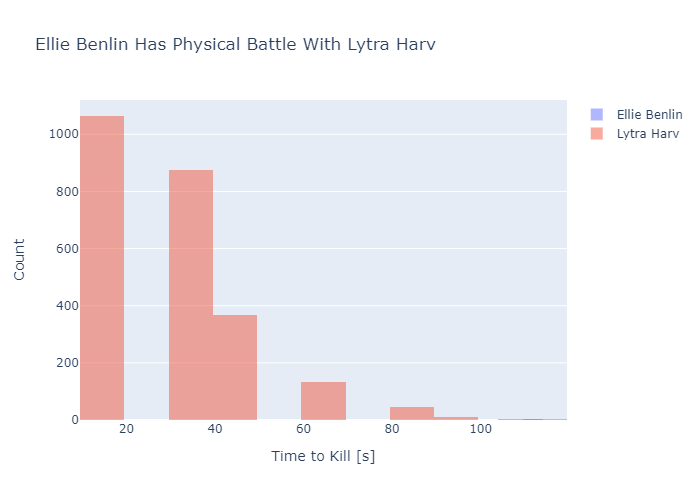 Ellie Benlin Has Physical Battle With Lytra Harv
Ellie Benlin
Lytra Harv
1000
800
600
400
200
0
20
40
60
80
100
Count
Time to Kill [s]